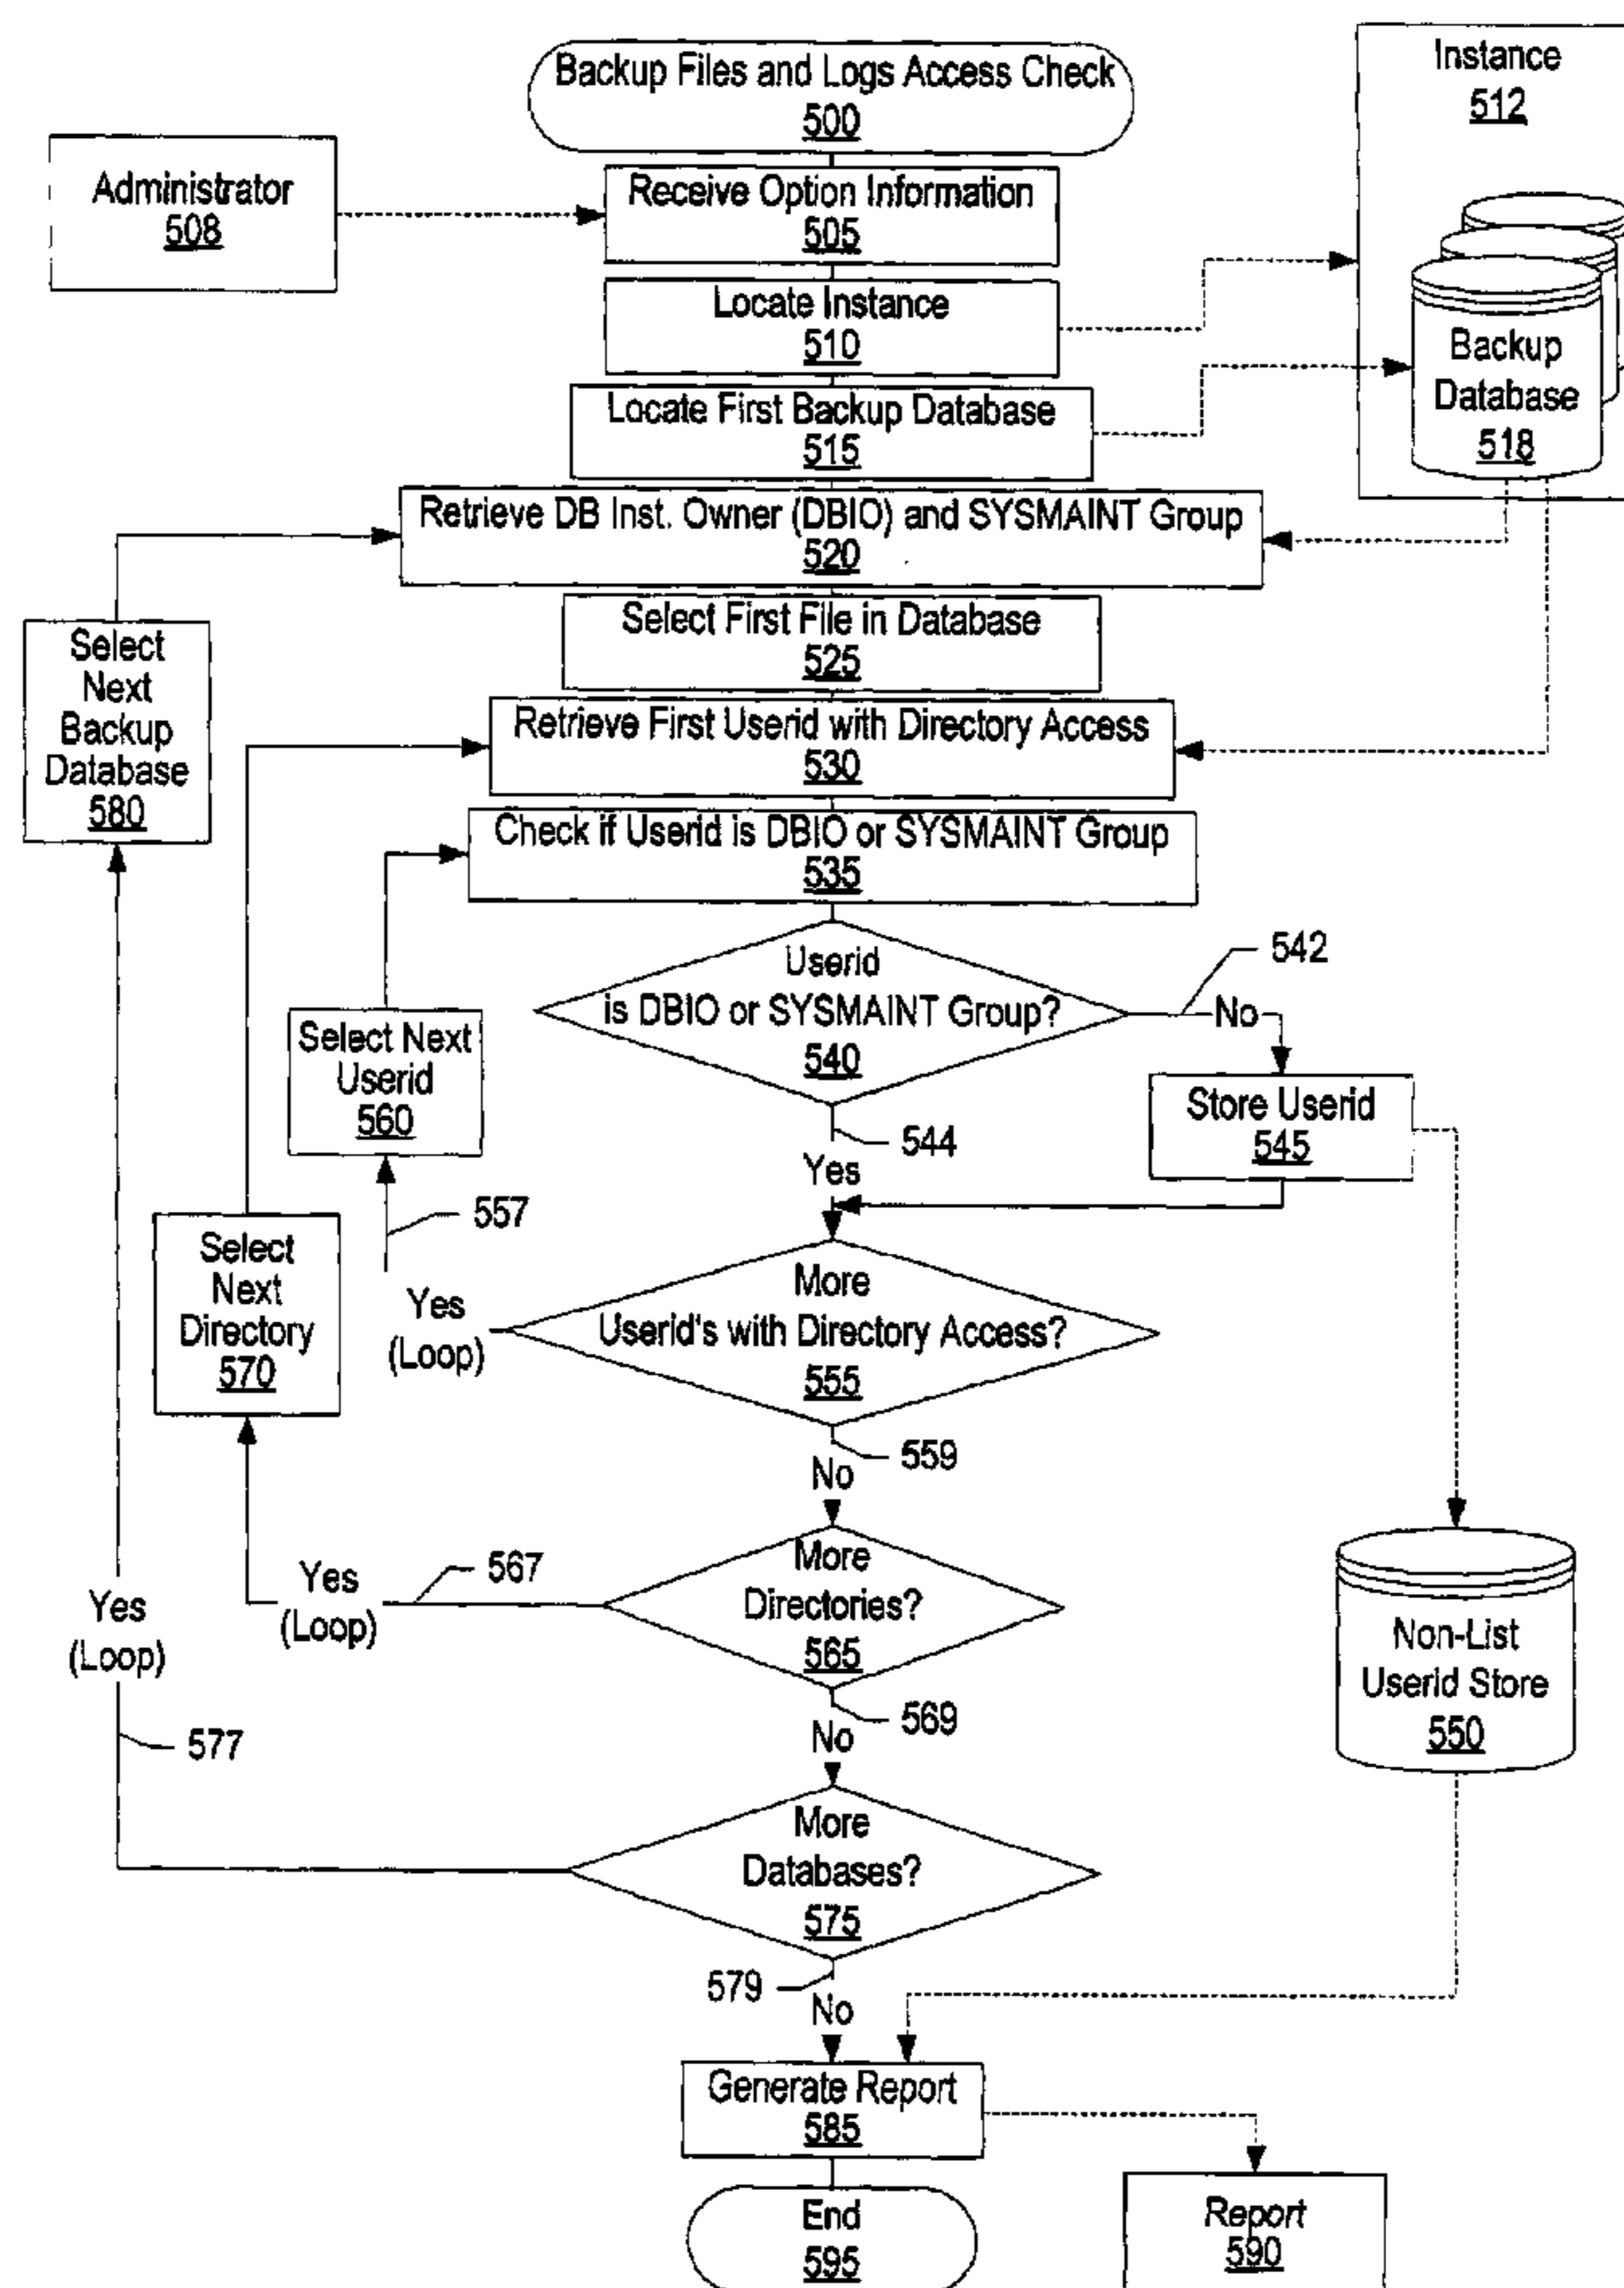 Backup Files and Logs Access Check
500
Instance
512
Administrator
508
Receive Option Information
505
Locate Instance
510
Backup
Database
518
Locate First Backup Database
515
Retrieve DB Inst. Owner (DBIO) and SYSMAINT Group
520
Select First File in Database
525
Select
Next
Backup
Database
580
Retrieve First Userid with Directory Access
530
Check if Userid is DBIO or SYSMAINT Group
535
Userid
is DBIO or SYSMAINT Group?
540
542
No
Select Next
Userid
560
Store Userid
545
544
Yes
557
Select
Next
Directory
570
Yes
(Loop)
More
Userid's with Directory Access?
555
559
No
More
Directories?
565
567
Yes
(Loop)
Yes
(Loop)
Non-List
Userid Store
550
569
No
577
More
Databases?
575
579
No
Generate Report
585
End
595
Report
590